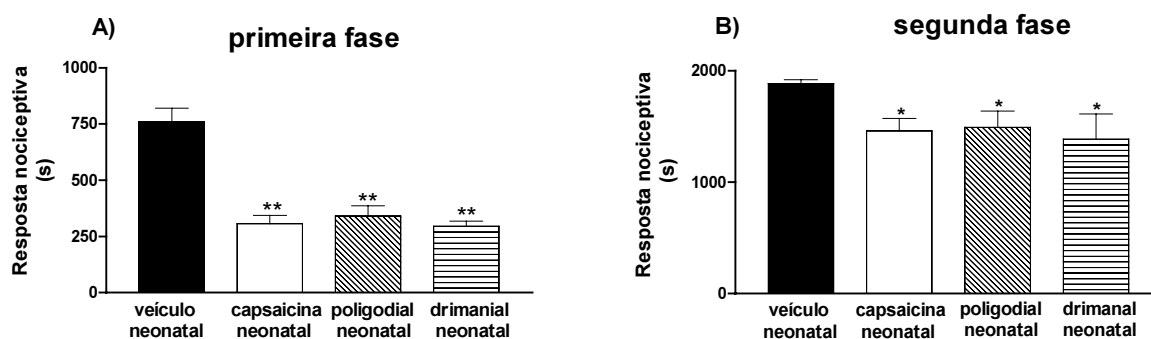 A)
primeira fase
Resposta nociceptiva
(s)
1000
750
500
250
0
**
**
**
veículo
neonatal
capsaicina
neonatal
poligodial
neonatal
drimanial
neonatal
B)
segunda fase
Resposta nociceptiva
(s)
2000
1000
0
*
*
*
veículo
neonatal
capsaicina
neonatal
poligodial
neonatal
drimanal
neonatal